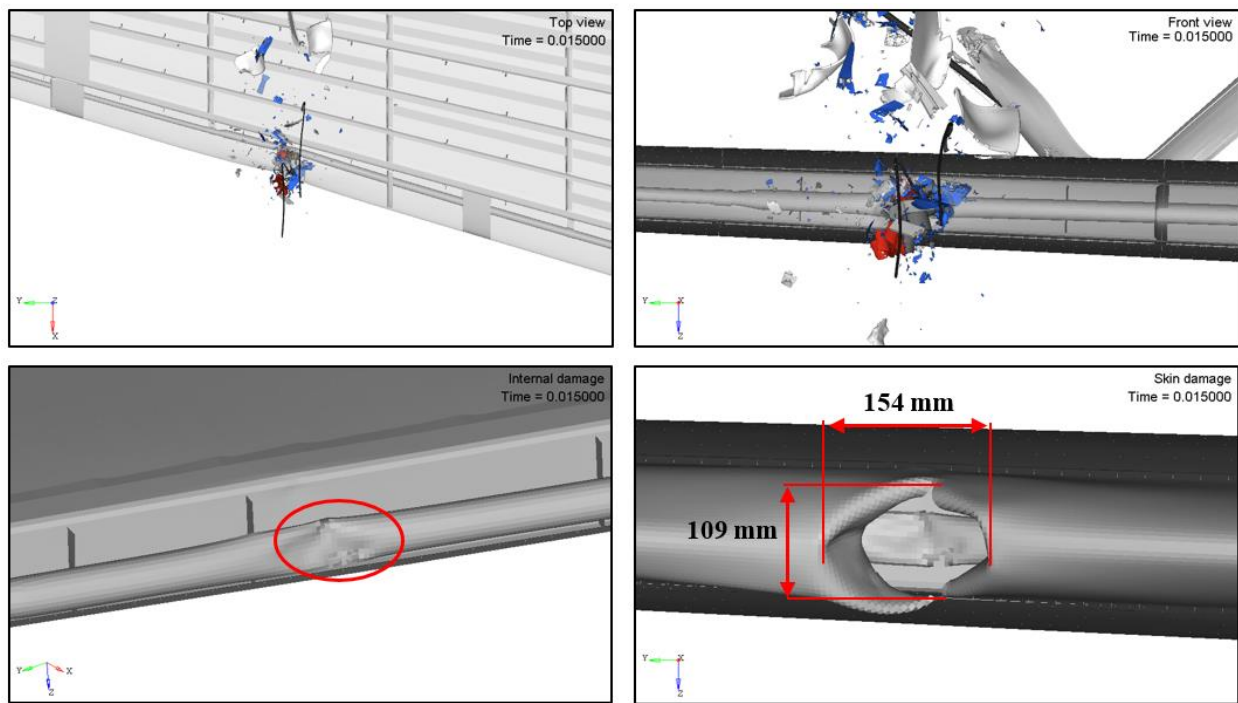 Top view
Time = 0.015000
Y
Z
X
Front view
Time = 0.015000
Y
X
Z
Internal damage
Time = 0.015000
Y
X
Z
Skin damage
Time = 0.015000
154 mm
109 mm
Y
X
Z